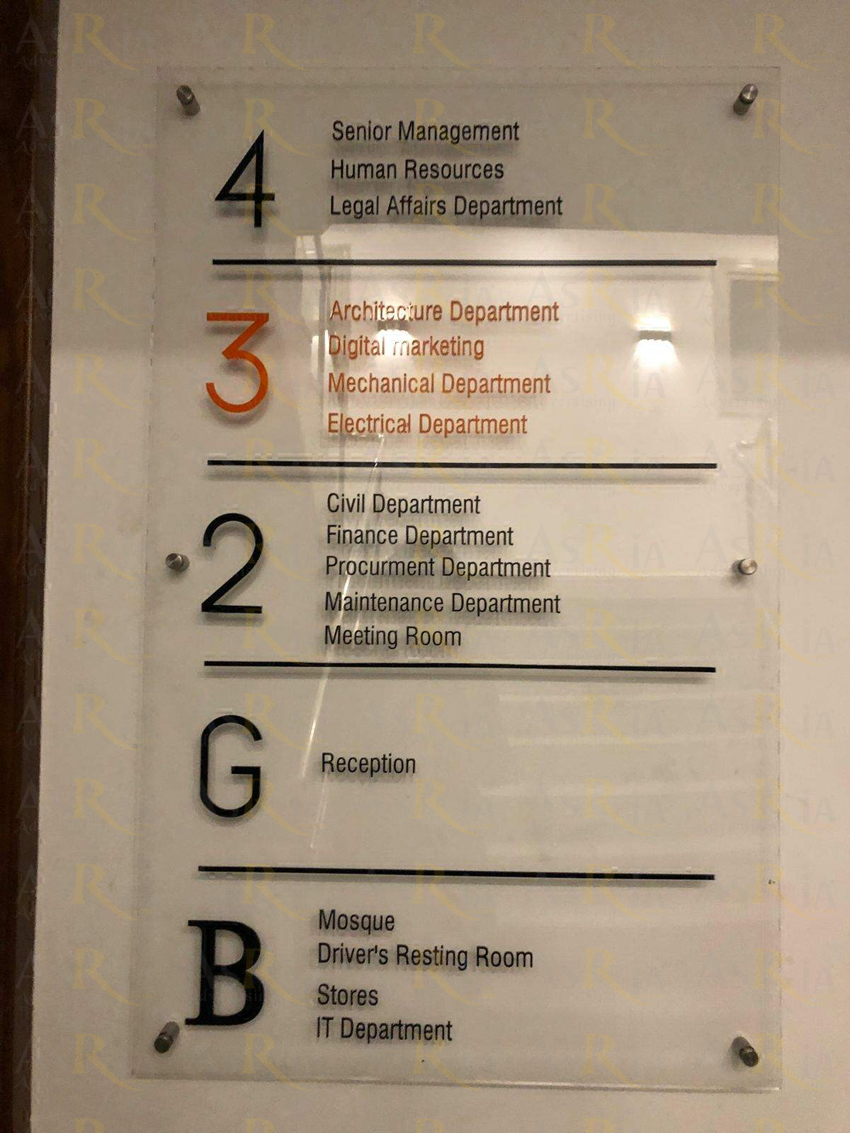 4
Senior Management
Human Resources
Legal Affairs Department
3
Architecture Department
Digital marketing
Mechanical Department
Electrical Department
2
Civil Department
Finance Department
Procurment Department
Maintenance Department
Meeting Room
G
Reception
B
Mosque
Driver's Resting Room
Stores
IT Department